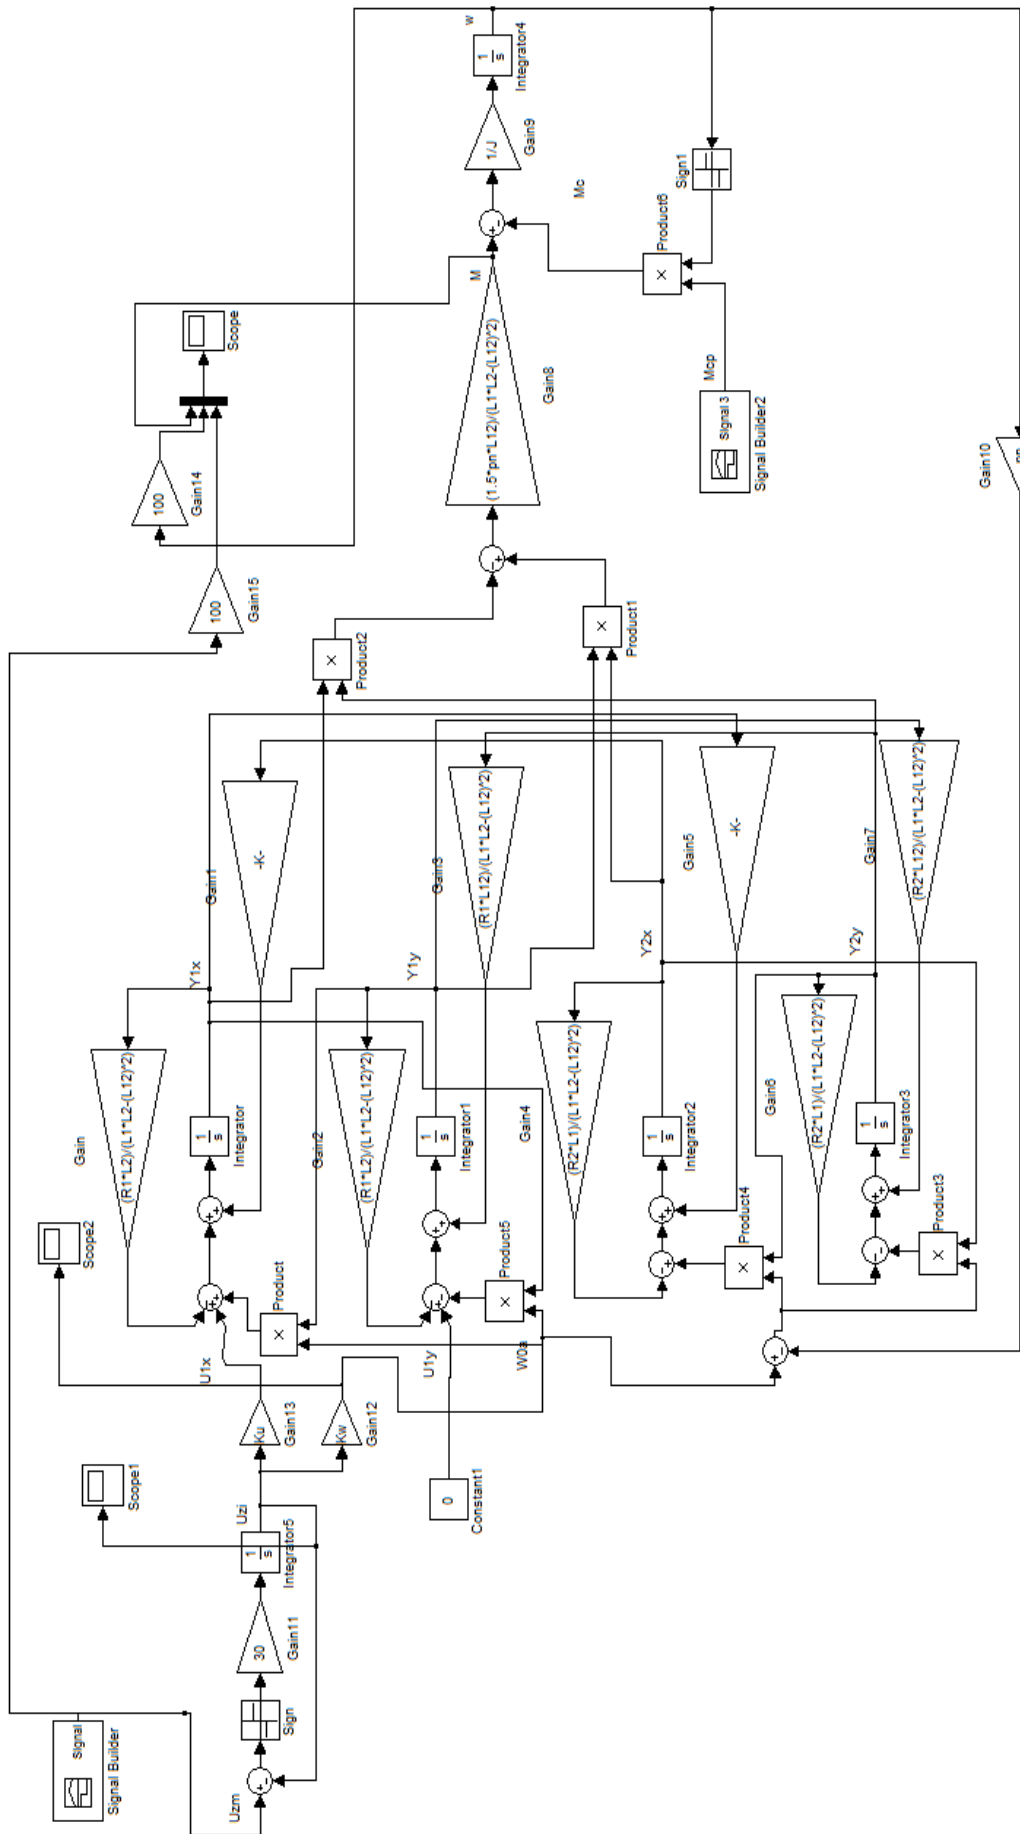 Signal
Signal Builder
Scope2
Gain
(R1*L2)/(L1*L2-(L12)^2)
Scope1
100
Gain14
Scope
Uzm
Sign
30
Gain11
Uzi
1
s
Integrator5
Ku
Gain13
U1x
Product
×
1
s
Integrator
Y1x
Gain1
-K-
100
Gain15
Kw
Gain12
Gain2
(R1*L2)/(L1*L2-(L12)^2)
×
Product2
0
Constant1
U1y
1
s
Integrator1
Y1y
Gain3
(R1*L12)/(L1*L2-(L12)^2)
M
(1.5*pn*L12)/(L1*L2-(L12)^2)
Gain8
1/J
Gain9
w
1
s
Integrator4
W0a
×
Product5
Gain4
(R2*L1)/(L1*L2-(L12)^2)
×
Product1
Mc
1
s
Integrator2
Y2x
Gain5
-K-
×
Product4
Gain6
(R2*L1)/(L1*L2-(L12)^2)
Mcp
Signal 3
Signal Builder2
×
Product6
Sign1
1
s
Integrator3
Y2y
Gain7
(R2*L12)/(L1*L2-(L12)^2)
×
Product3
Gain10